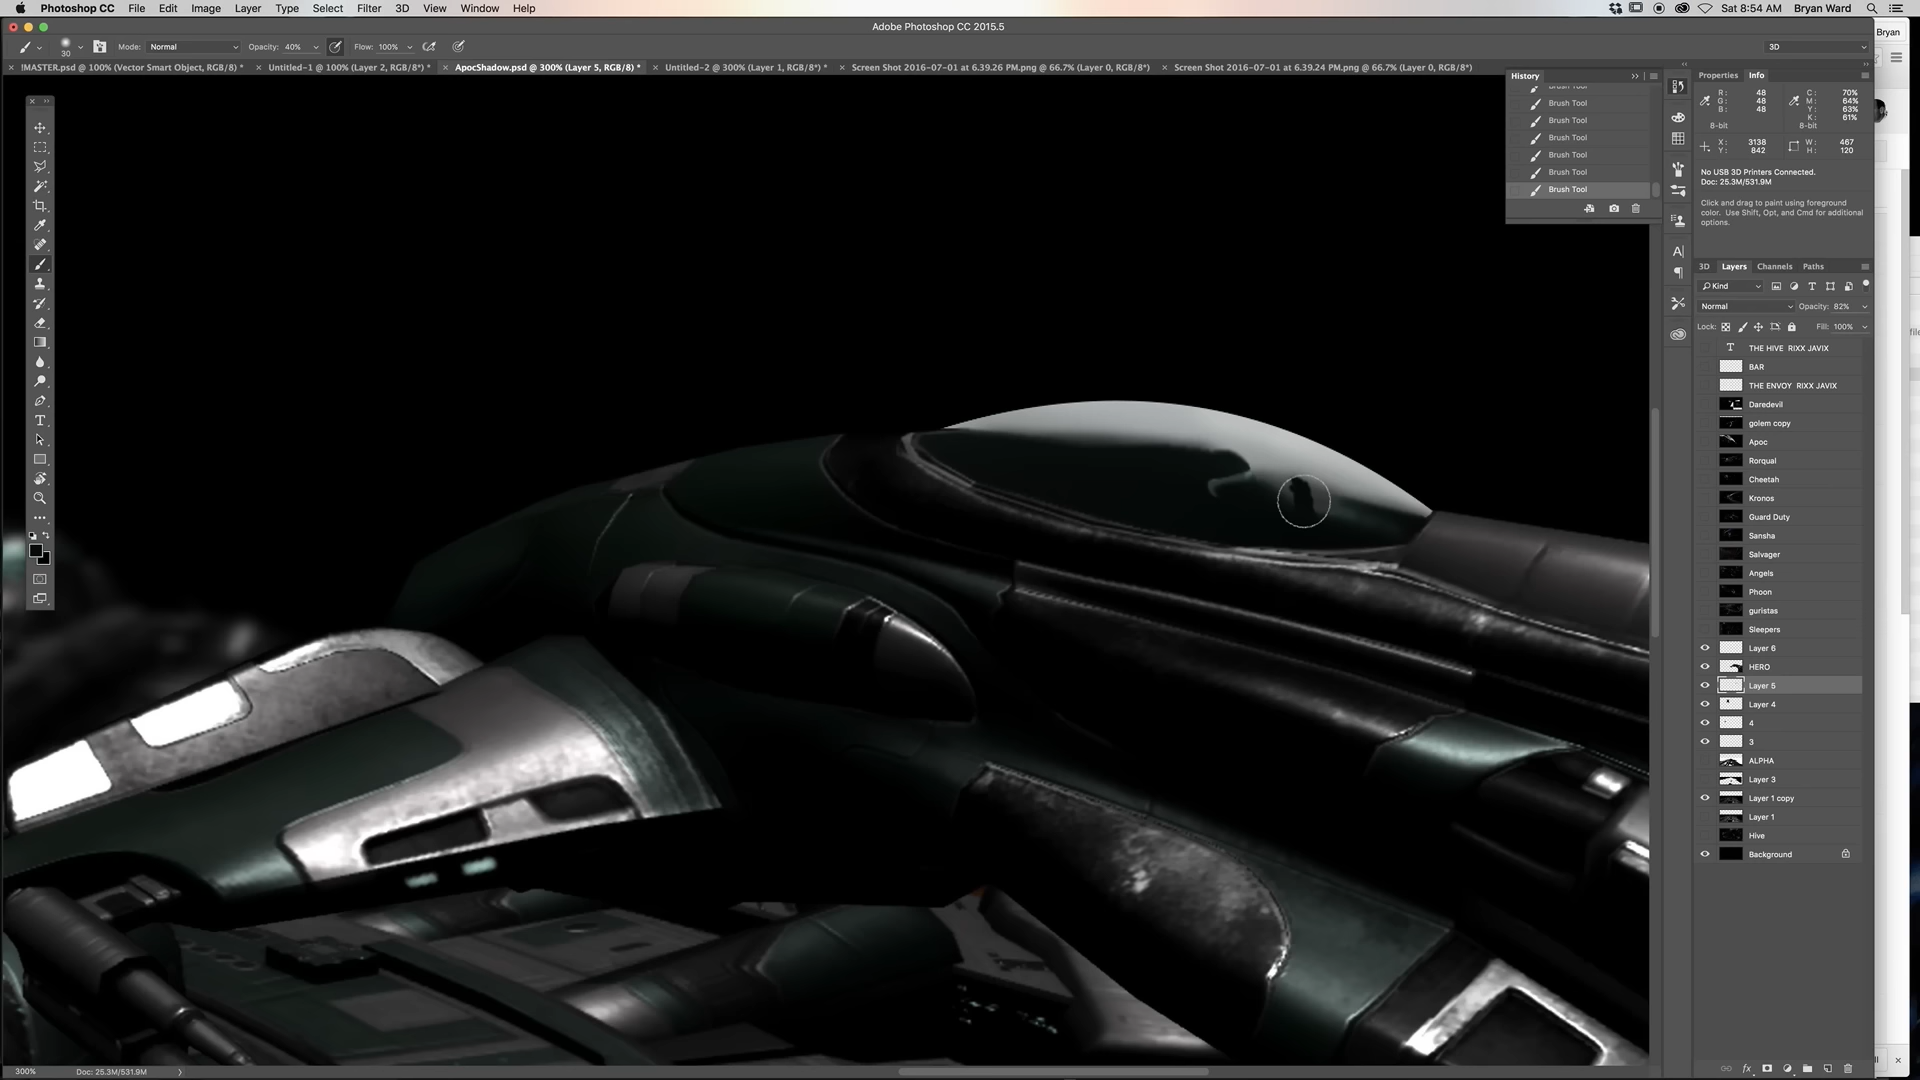 Photoshop CC File Edit Image Layer Type Select Filter 3D View Window Help Sat 8:54 AM Bryan Ward
Adobe Photoshop CC 2015.5
Bryan
30 Mode: Normal Opacity: 40% Flow: 100% 3D
!MASTER.psd @ 100% (Vector Smart Object, RGB/8) * Untitled-1 @ 100% (Layer 2, RGB/8) * ApocShadow.psd @ 300% (Layer 5, RGB/8) * Untitled-2 @ 300% (Layer 1, RGB/8) * Screen Shot 2016-07-01 at 6.39.26 PM.png @ 66.7% (Layer 0, RGB/8) Screen Shot 2016-07-01 at 6.39.24 PM.png @ 66.7% (Layer 0, RGB/8)
History
Brush Tool
Brush Tool
Brush Tool
Brush Tool
Brush Tool
Brush Tool
Brush Tool
Properties Info
R: 48 C: 70%
G: 48 M: 64%
B: 48 Y: 63%
K: 61%
8-bit 8-bit
X: 3138 W: 467
Y: 842 H: 120
No USB 3D Printers Connected.
Doc: 25.3M/531.9M
Click and drag to paint using foreground
color. Use Shift, Opt, and Cmd for additional
options.
3D Layers Channels Paths
Kind
Normal Opacity: 82%
Lock: Fill: 100%
THE HIVE RIXX JAVIX
BAR
THE ENVOY RIXX JAVIX
Daredevil
golem copy
Apoc
Rorqual
Cheetah
Kronos
Guard Duty
Sansha
Salvager
Angels
Phoon
guristas
Sleepers
Layer 6
HERO
Layer 5
Layer 4
4
3
ALPHA
Layer 3
Layer 1 copy
Layer 1
Hive
Background
300% Doc: 25.3M/531.9M